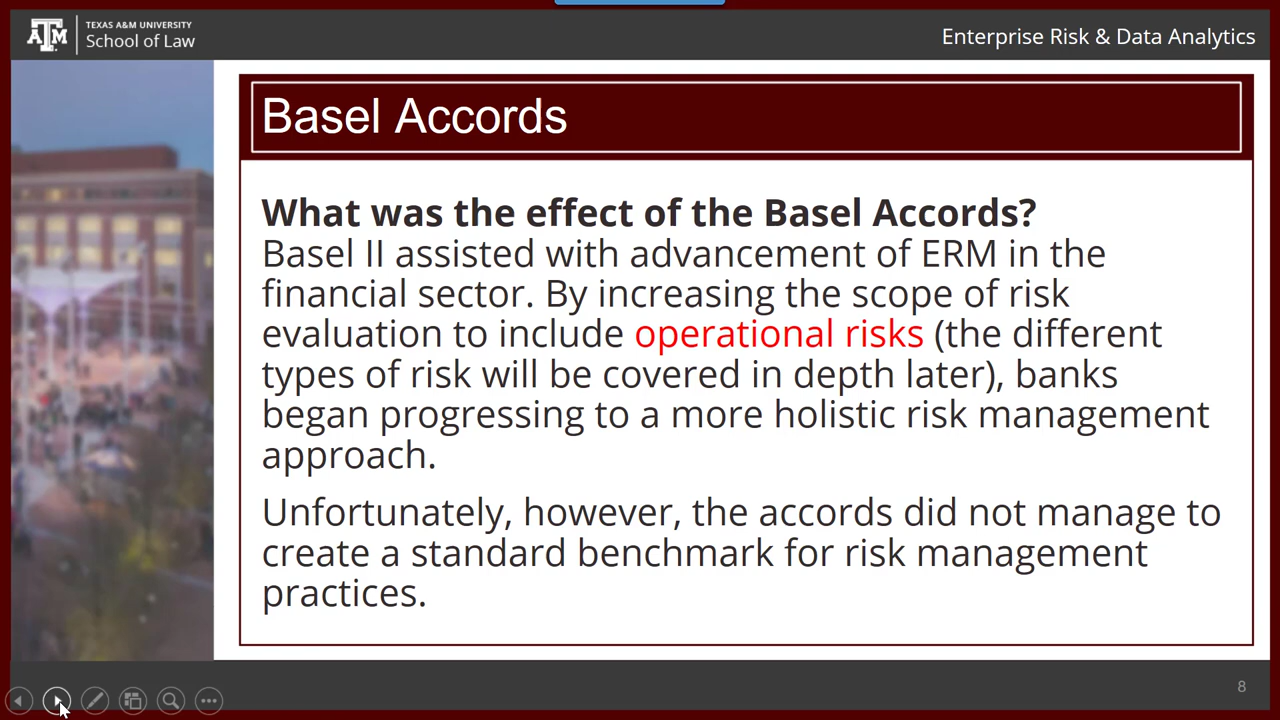 TEXAS A&M UNIVERSITY
School of Law
Enterprise Risk & Data Analytics
Basel Accords
What was the effect of the Basel Accords?
Basel II assisted with advancement of ERM in the
financial sector. By increasing the scope of risk
evaluation to include operational risks (the different
types of risk will be covered in depth later), banks
began progressing to a more holistic risk management
approach.
Unfortunately, however, the accords did not manage to
create a standard benchmark for risk management
practices.
8